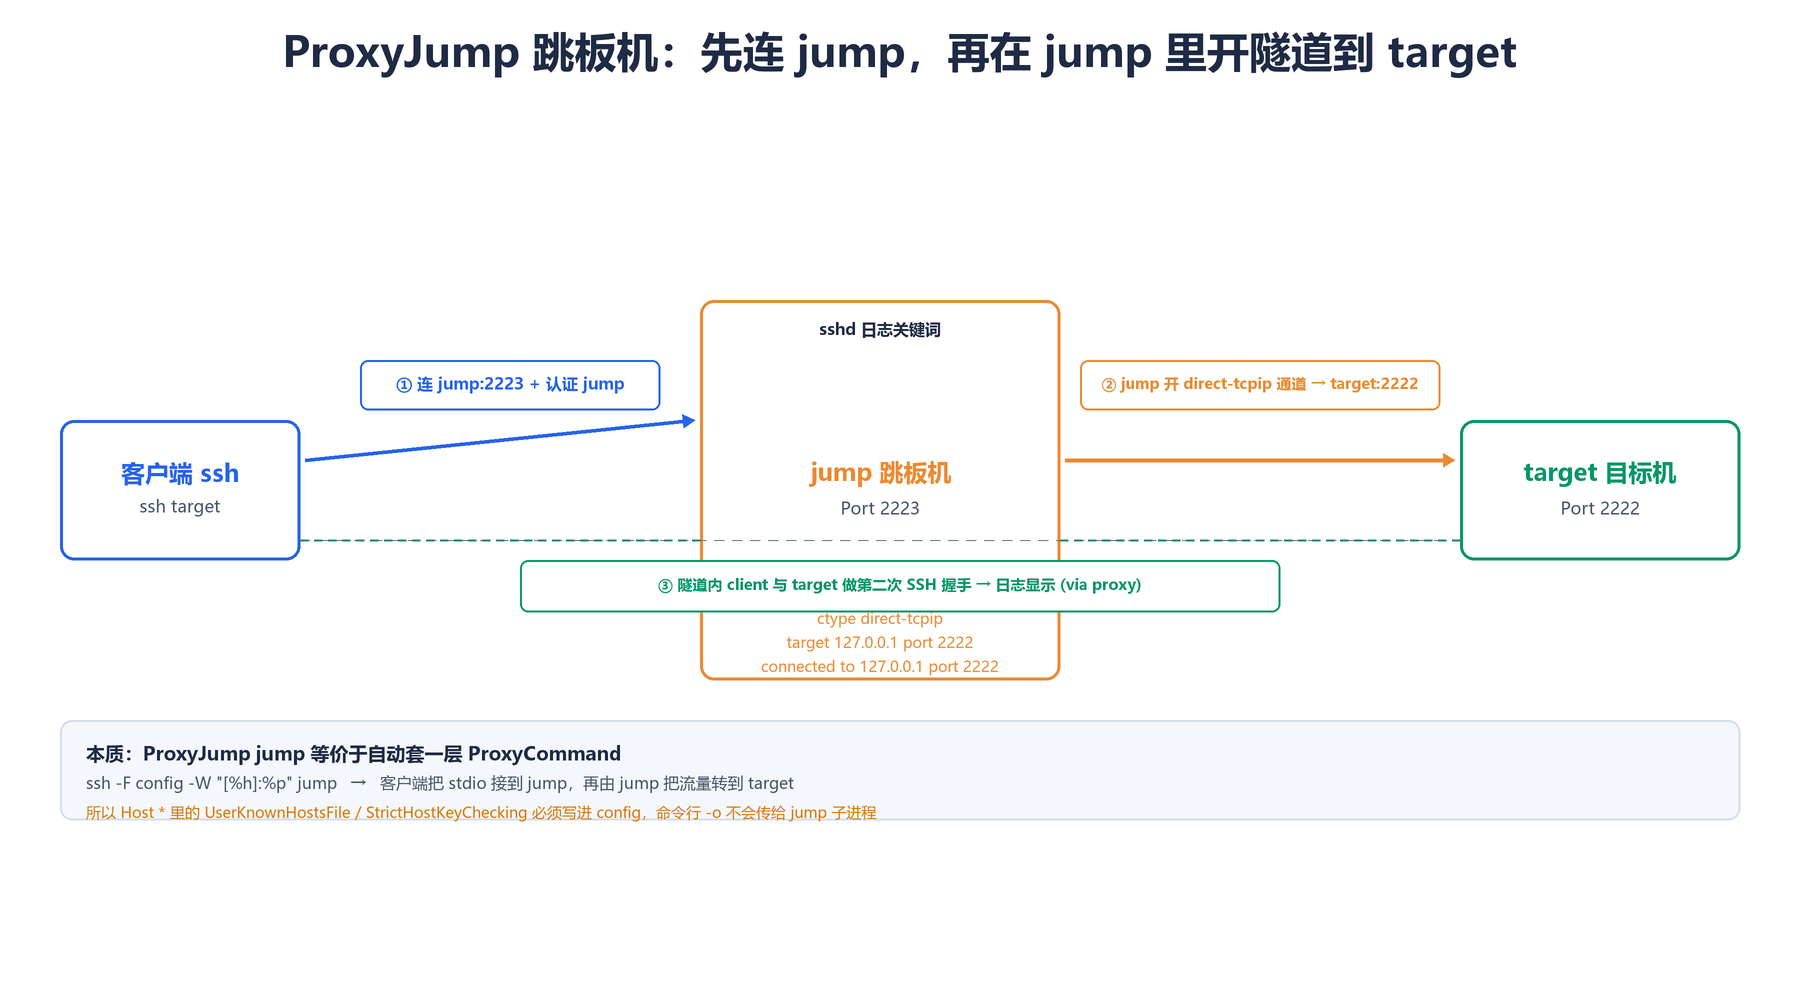 ProxyJump 跳板机：先连 jump，再在 jump 里开隧道到 target
sshd 日志关键词
① 连 jump:2223 + 认证 jump
② jump 开 direct-tcpip 通道 → target:2222
客户端 ssh
ssh target
jump 跳板机
Port 2223
target 目标机
Port 2222
③ 隧道内 client 与 target 做第二次 SSH 握手 → 日志显示 (via proxy)
ctype direct-tcpip
target 127.0.0.1 port 2222
connected to 127.0.0.1 port 2222
本质：ProxyJump jump 等价于自动套一层 ProxyCommand
ssh -F config -W "[%h]:%p" jump → 客户端把 stdio 接到 jump，再由 jump 把流量转到 target
所以 Host * 里的 UserKnownHostsFile / StrictHostKeyChecking 必须写进 config，命令行 -o 不会传给 jump 子进程